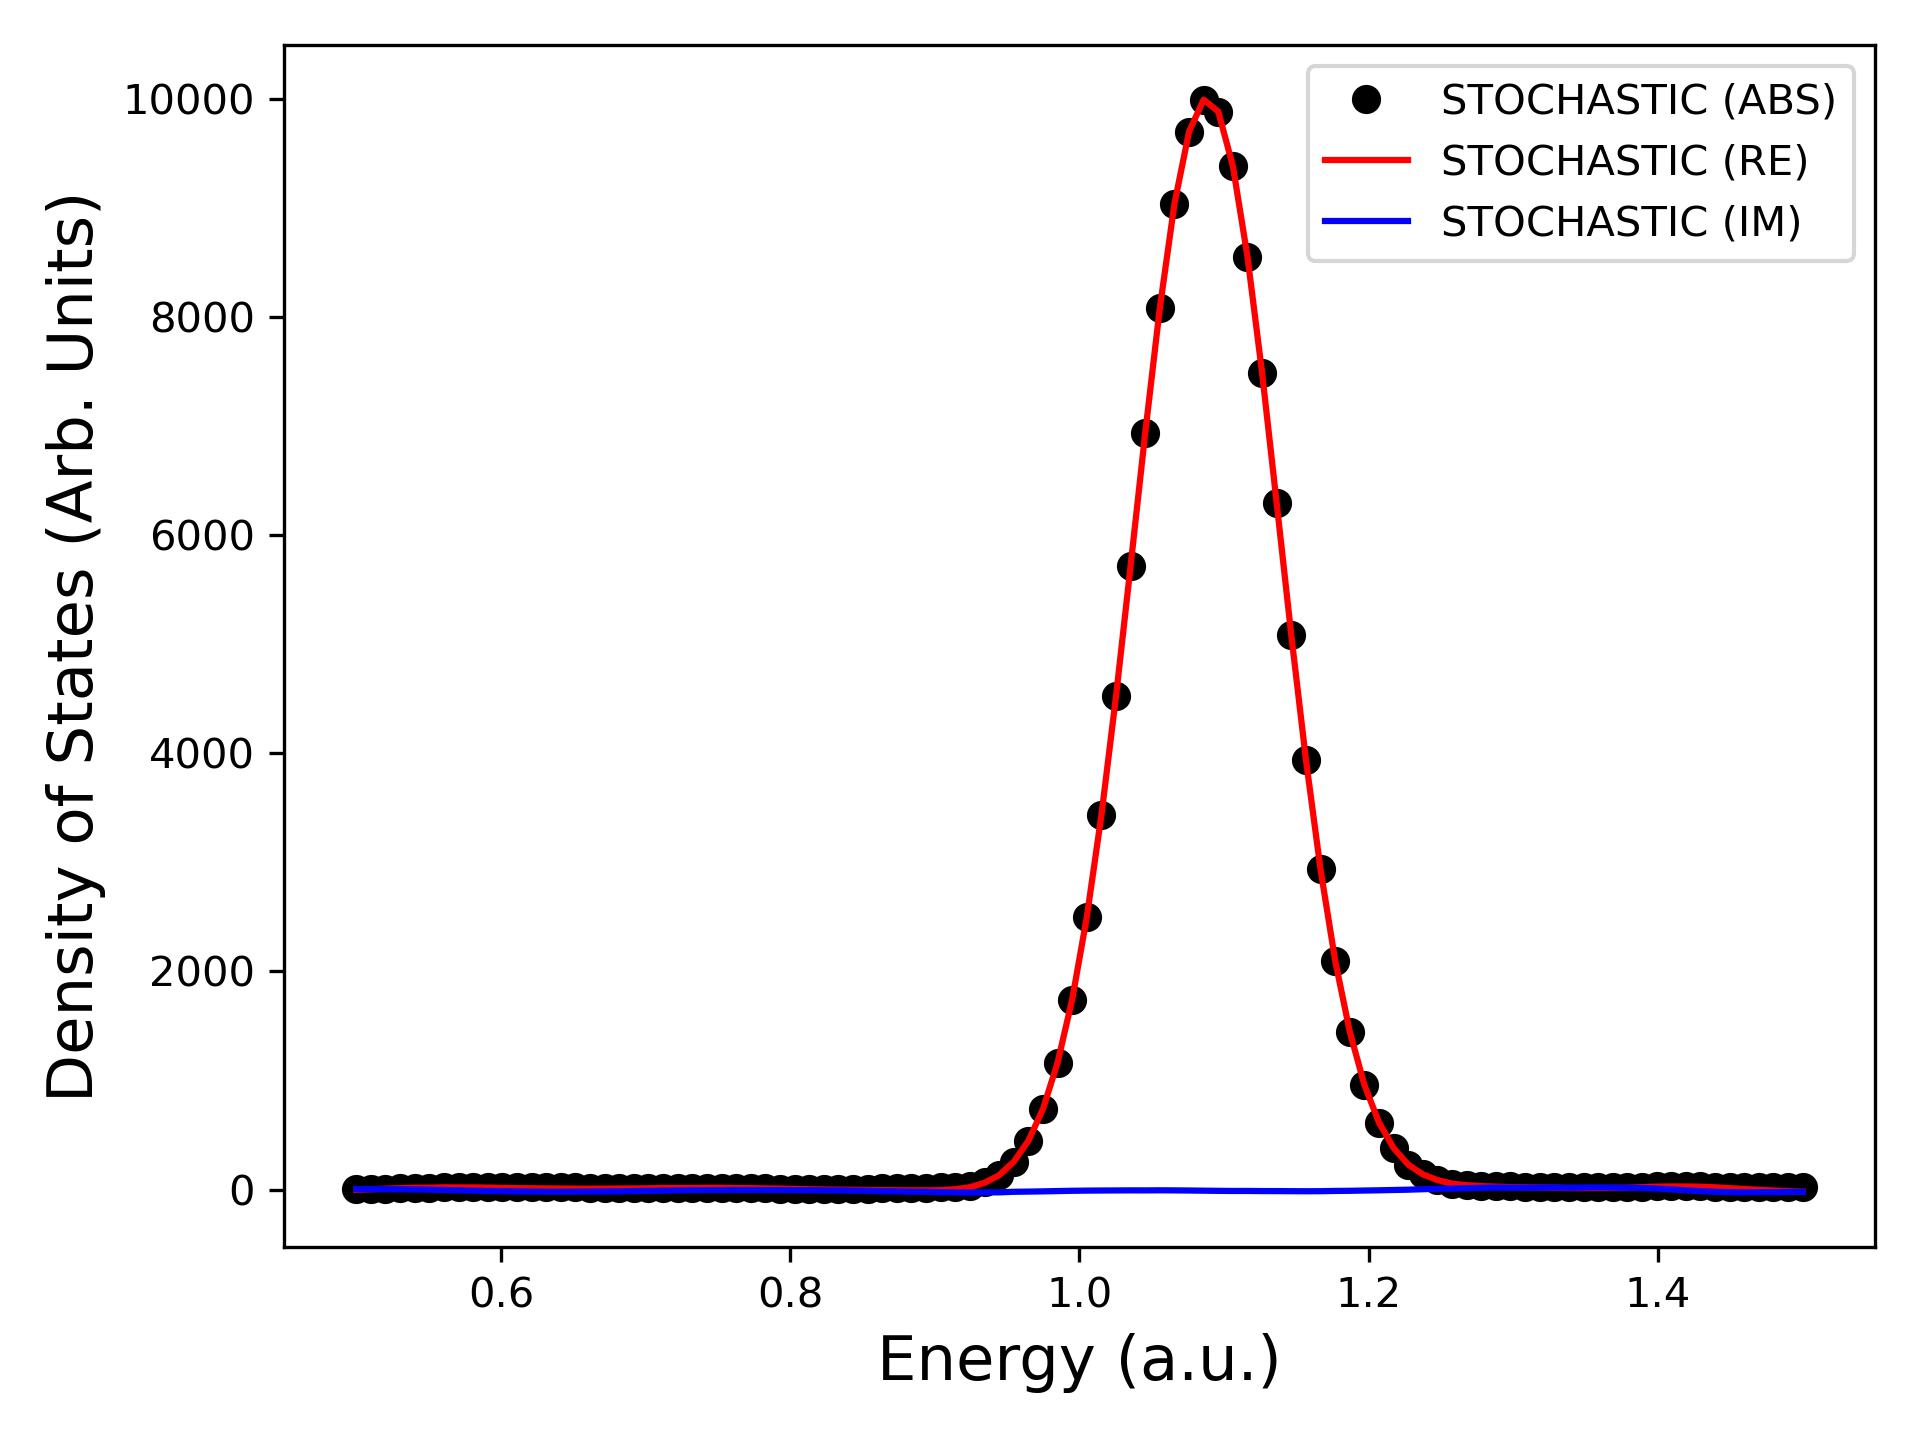 10000
8000
6000
4000
2000
0
Density of States (Arb. Units)
STOCHASTIC (ABS)
STOCHASTIC (RE)
STOCHASTIC (IM)
0.6 0.8 1.0 1.2 1.4
Energy (a.u.)